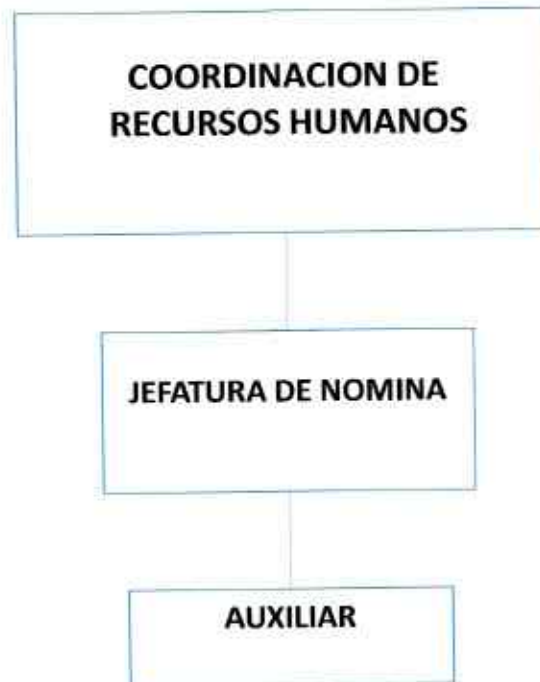 COORDINACION DE
RECURSOS HUMANOS
JEFATURA DE NOMINA
AUXILIAR